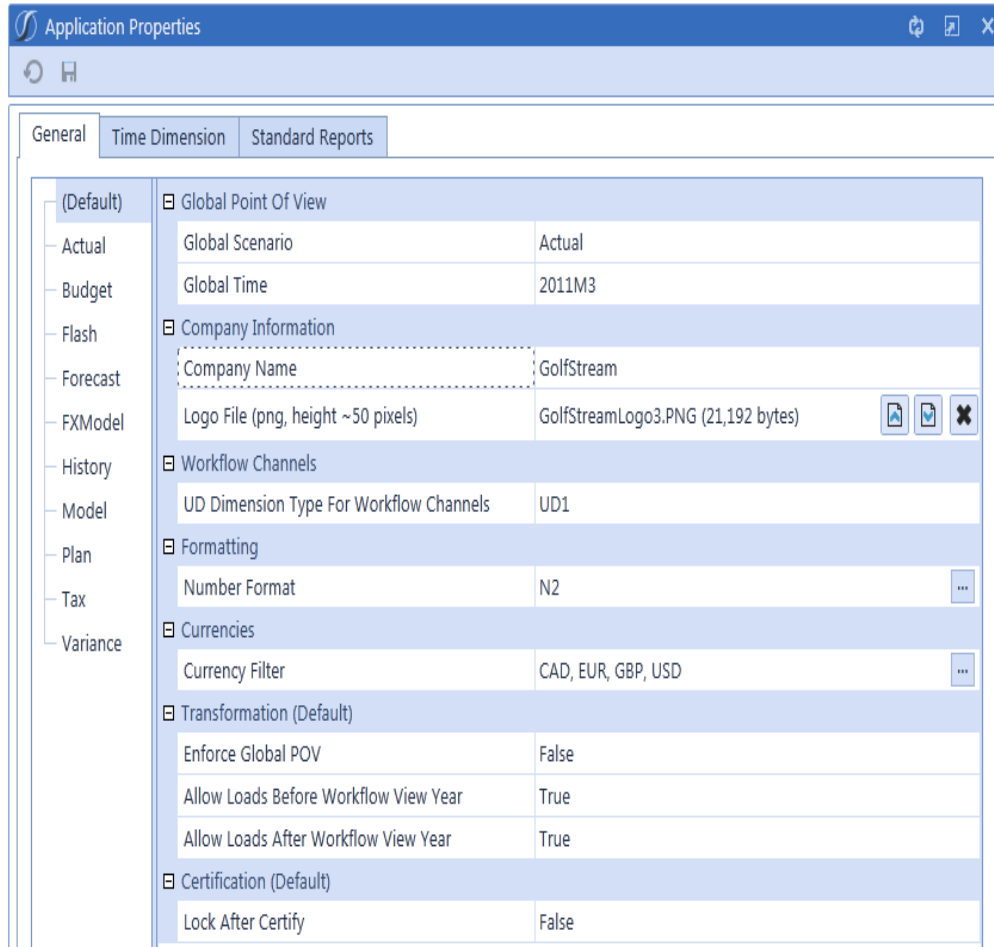 Application Properties
General
Time Dimension
Standard Reports
(Default)
Actual
Budget
Flash
Forecast
FXModel
History
Model
Plan
Tax
Variance
Global Point Of View
Global Scenario Actual
Global Time 2011M3
Company Information
Company Name GolfStream
Logo File (png, height ~50 pixels) GolfStreamLogo3.PNG (21,192 bytes)
Workflow Channels
UD Dimension Type For Workflow Channels UD1
Formatting
Number Format N2 ...
Currencies
Currency Filter CAD, EUR, GBP, USD ...
Transformation (Default)
Enforce Global POV False
Allow Loads Before Workflow View Year True
Allow Loads After Workflow View Year True
Certification (Default)
Lock After Certify False